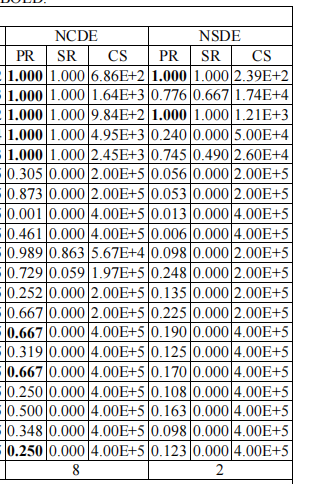 BOLD.
NCDE NSDE
PR SR CS PR SR CS
1.000 1.000 6.86E+2 1.000 1.000 2.39E+2
1.000 1.000 1.64E+3 0.776 0.667 1.74E+4
1.000 1.000 9.84E+2 1.000 1.000 1.21E+3
1.000 1.000 4.95E+3 0.240 0.000 5.00E+4
1.000 1.000 2.45E+3 0.745 0.490 2.60E+4
0.305 0.000 2.00E+5 0.056 0.000 2.00E+5
0.873 0.000 2.00E+5 0.053 0.000 2.00E+5
0.001 0.000 4.00E+5 0.013 0.000 4.00E+5
0.461 0.000 4.00E+5 0.006 0.000 4.00E+5
0.989 0.863 5.67E+4 0.098 0.000 2.00E+5
0.729 0.059 1.97E+5 0.248 0.000 2.00E+5
0.252 0.000 2.00E+5 0.135 0.000 2.00E+5
0.667 0.000 2.00E+5 0.225 0.000 2.00E+5
0.667 0.000 4.00E+5 0.190 0.000 4.00E+5
0.319 0.000 4.00E+5 0.125 0.000 4.00E+5
0.667 0.000 4.00E+5 0.170 0.000 4.00E+5
0.250 0.000 4.00E+5 0.108 0.000 4.00E+5
0.500 0.000 4.00E+5 0.163 0.000 4.00E+5
0.348 0.000 4.00E+5 0.098 0.000 4.00E+5
0.250 0.000 4.00E+5 0.123 0.000 4.00E+5
8 2